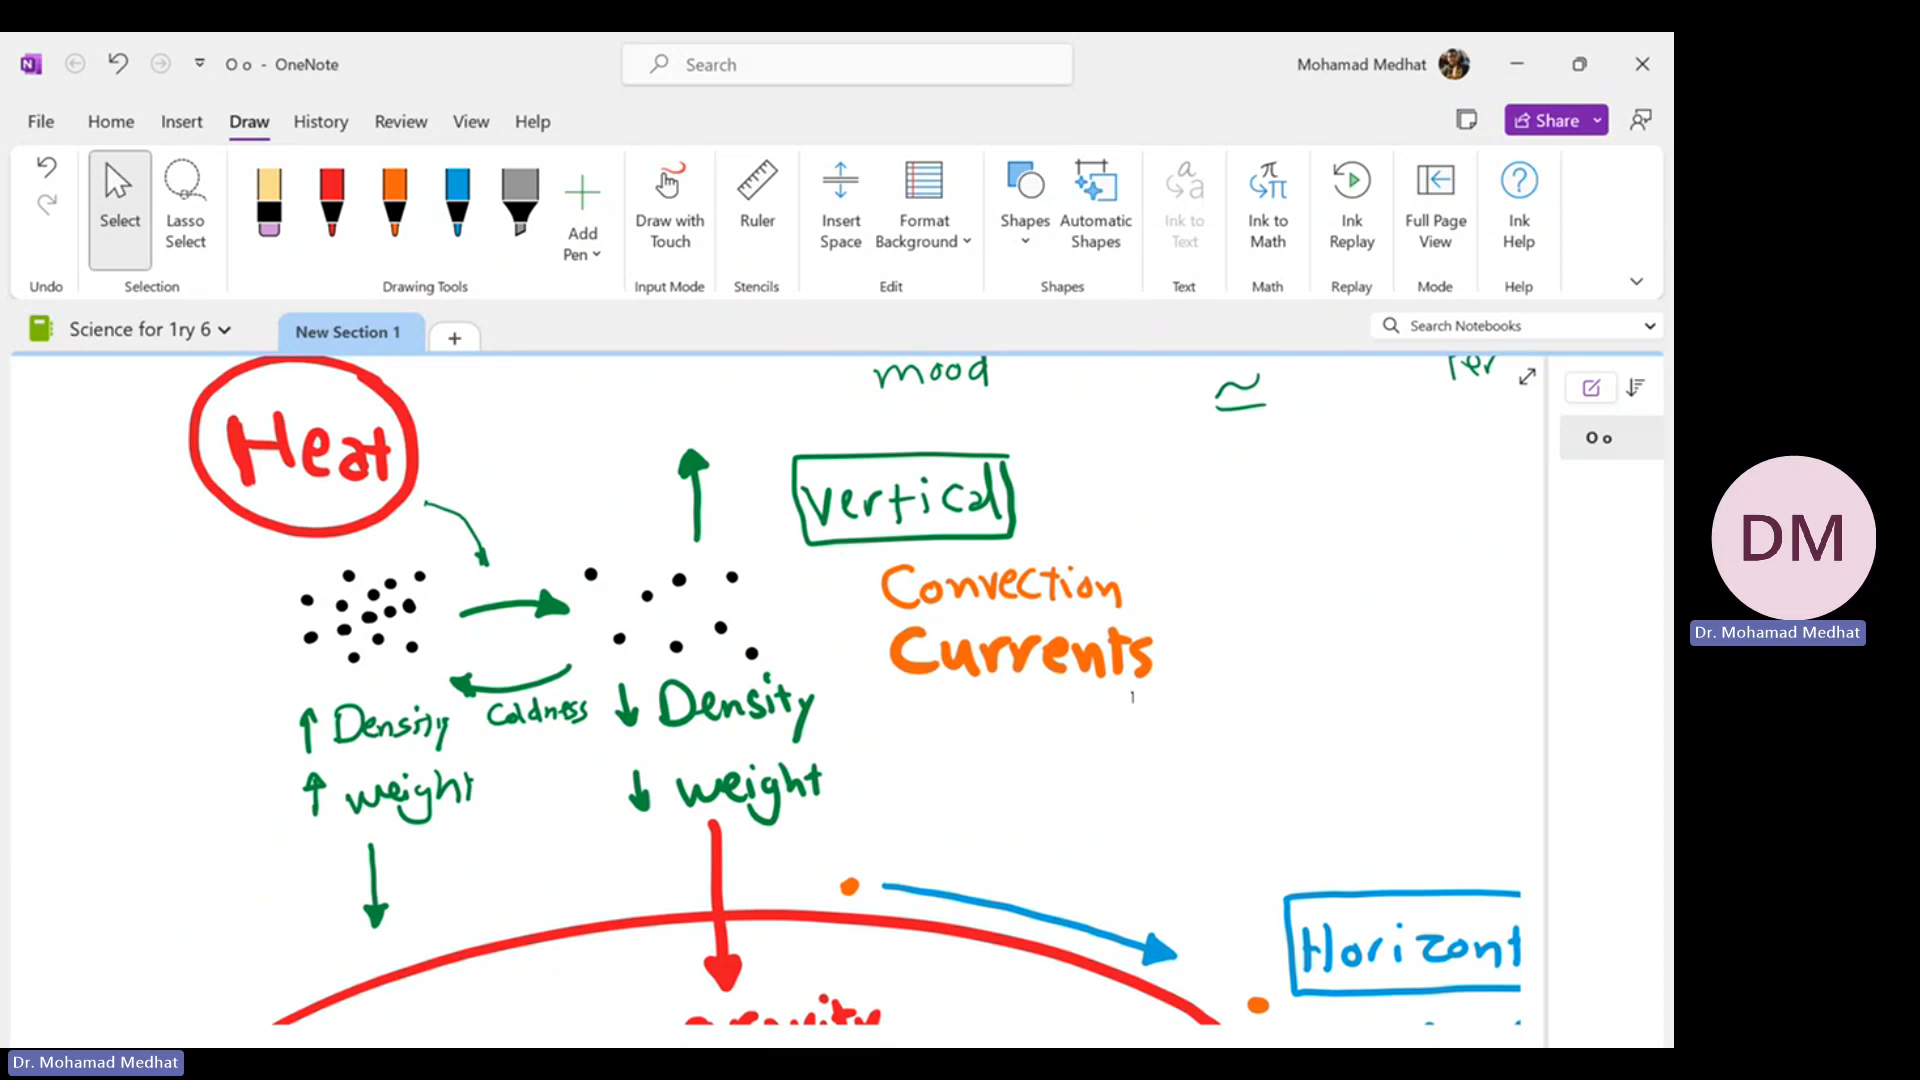 O o - OneNote
Search
Mohamad Medhat
File Home Insert Draw History Review View Help
Share
Select
Lasso Select
Add Pen
Draw with Touch
Ruler
Insert Space
Format Background
Shapes
Automatic Shapes
Ink to Text
Ink to Math
Ink Replay
Full Page View
Ink Help
Undo Selection Drawing Tools Input Mode Stencils Edit Shapes Text Math Replay Mode Help
Science for 1ry 6
New Section 1
Search Notebooks
O o
mood
Heat
Vertical
Convection
Currents
Density
Coldness
Density
weight
weight
Horizont
DM
Dr. Mohamad Medhat
Dr. Mohamad Medhat